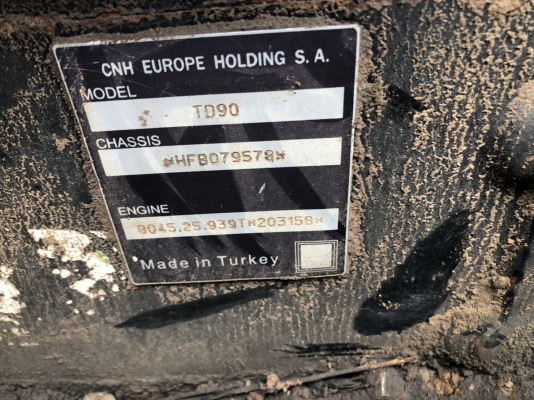 CNH EUROPE HOLDING S. A.
MODEL
TD90
CHASSIS
*HFB079578*
ENGINE
8045.25.939T*203158*
Made in Turkey